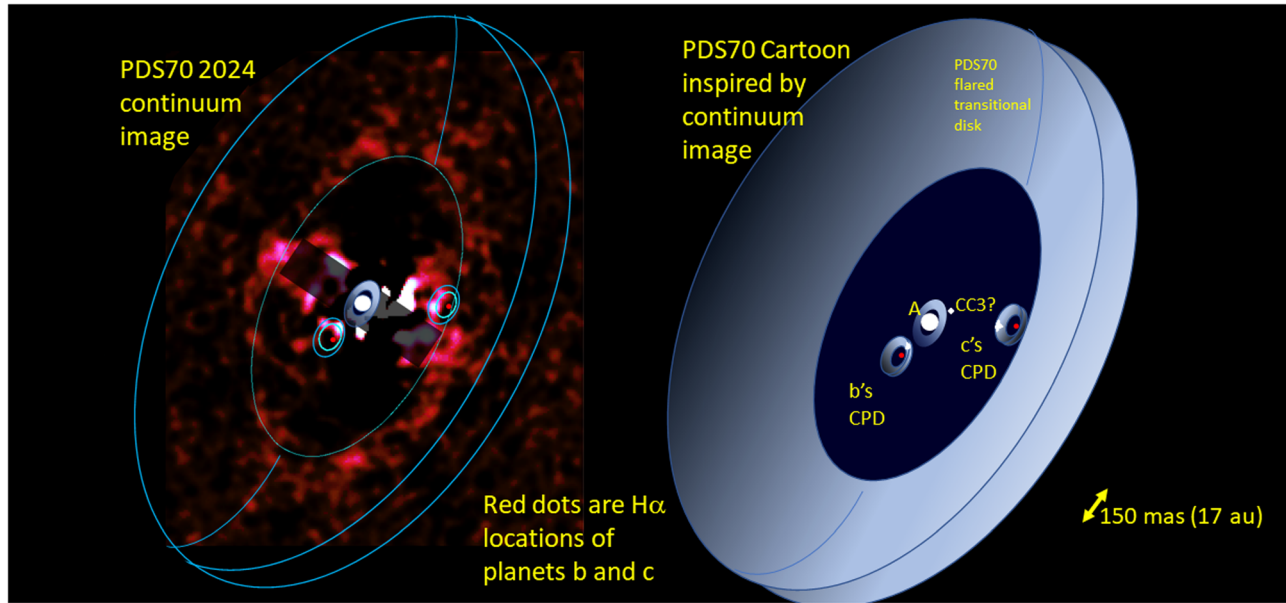 PDS70 2024
continuum
image
Red dots are Hα
locations of
planets b and c
PDS70 Cartoon
inspired by
continuum
image
PDS70
flared
transitional
disk
A
CC3?
c's
CPD
b's
CPD
150 mas (17 au)